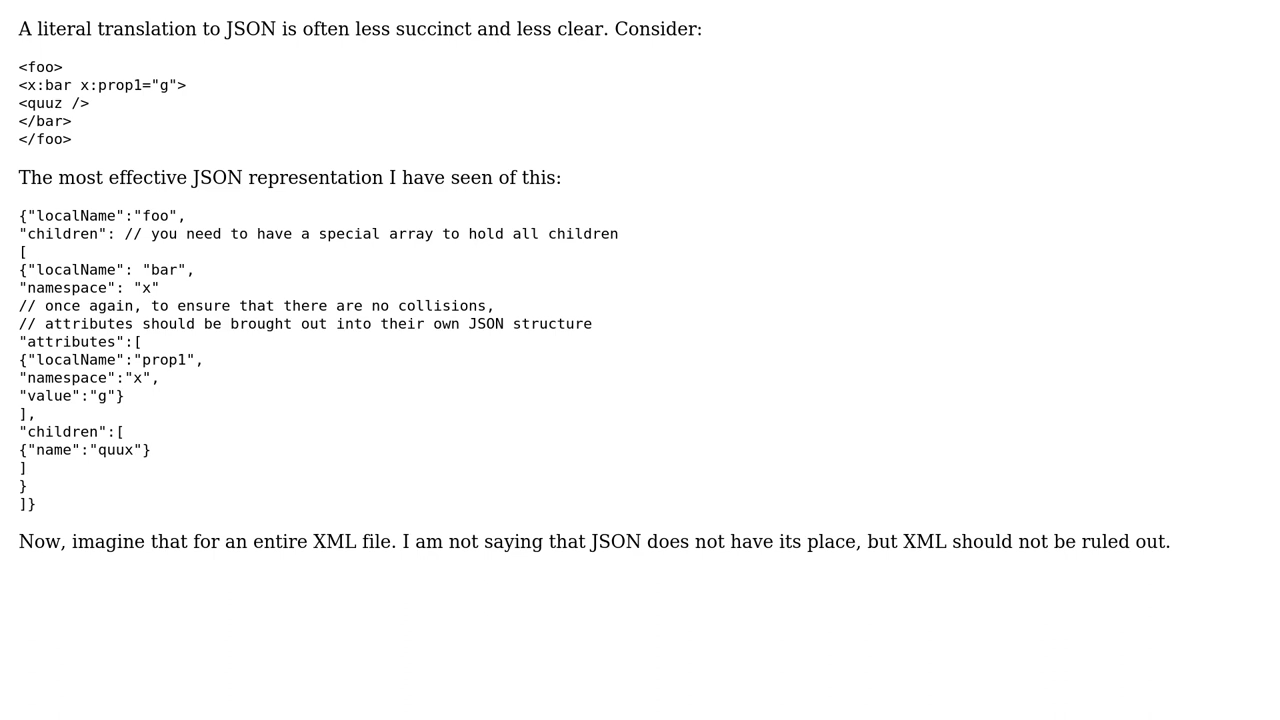 A literal translation to JSON is often less succinct and less clear. Consider:
<foo>
<x:bar x:prop1="g">
<quuz />
</bar>
</foo>
The most effective JSON representation I have seen of this:
{"localName":"foo",
"children": // you need to have a special array to hold all children
[
{"localName": "bar",
"namespace": "x"
// once again, to ensure that there are no collisions,
// attributes should be brought out into their own JSON structure
"attributes":[
{"localName":"prop1",
"namespace":"x",
"value":"g"}
],
"children":[
{"name":"quux"}
]
}
]}
Now, imagine that for an entire XML file. I am not saying that JSON does not have its place, but XML should not be ruled out.